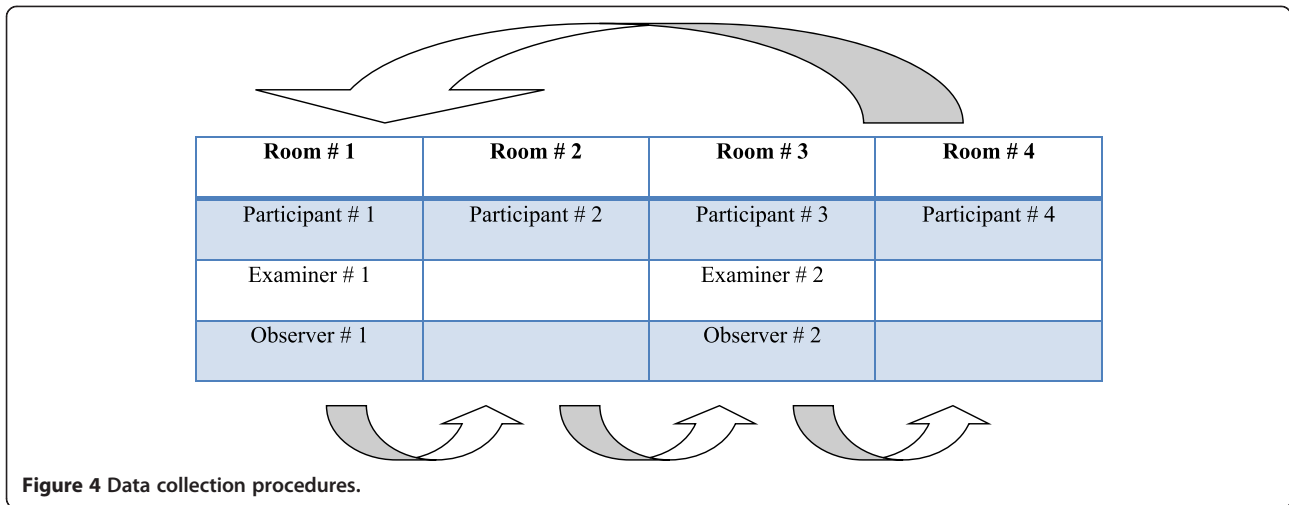 Room # 1 Room # 2 Room # 3 Room # 4
Participant # 1 Participant # 2 Participant # 3 Participant # 4
Examiner # 1 Examiner # 2
Observer # 1 Observer # 2
Figure 4 Data collection procedures.